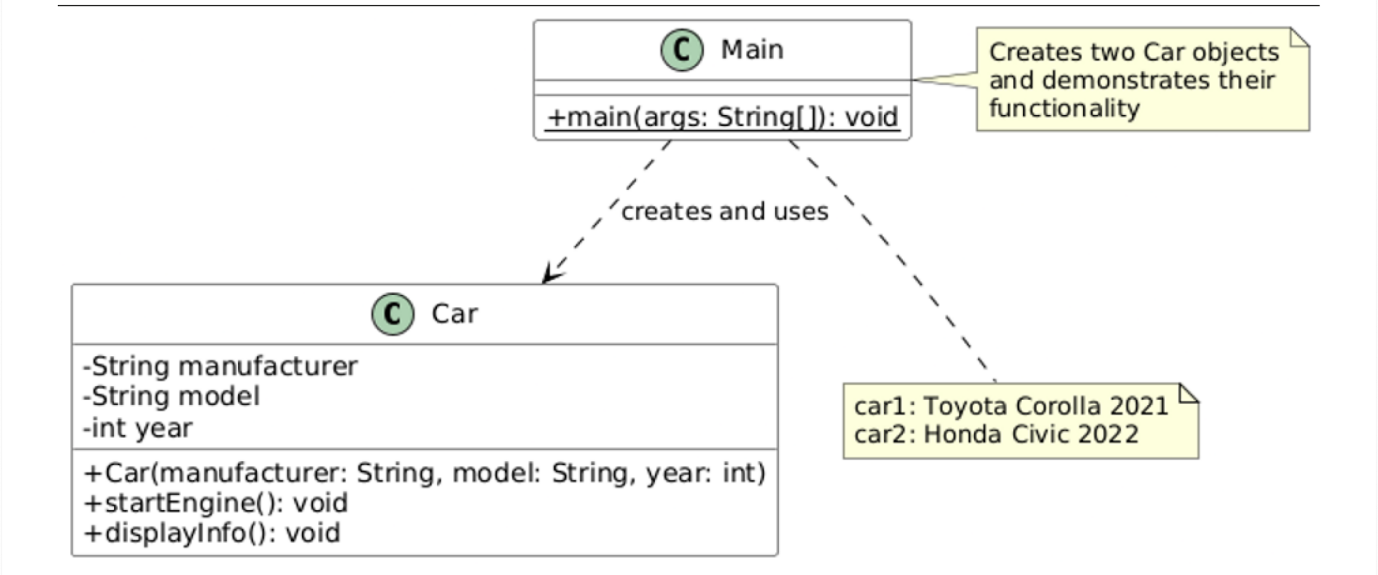 C Main
+main(args: String[]): void
Creates two Car objects
and demonstrates their
functionality
creates and uses
C Car
-String manufacturer
-String model
-int year
+Car(manufacturer: String, model: String, year: int)
+startEngine(): void
+displayInfo(): void
car1: Toyota Corolla 2021
car2: Honda Civic 2022